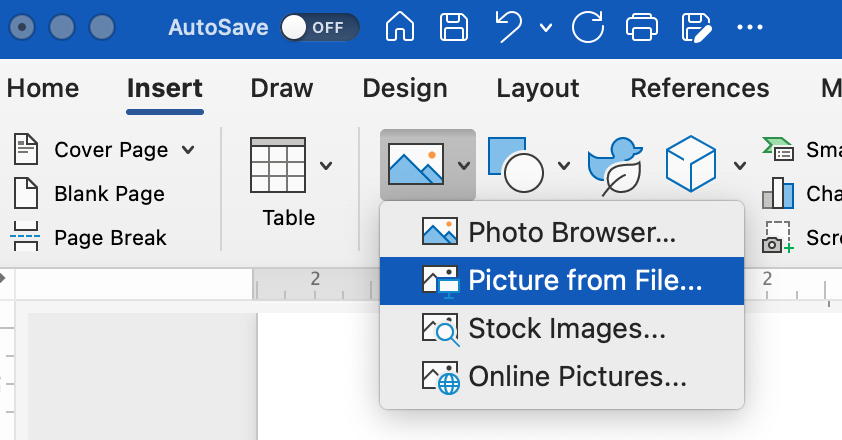 AutoSave OFF
Home Insert Draw Design Layout References M
Cover Page
Blank Page
Page Break
Table
Sma
Cha
Scre
Photo Browser...
Picture from File...
Stock Images...
Online Pictures...
2 2